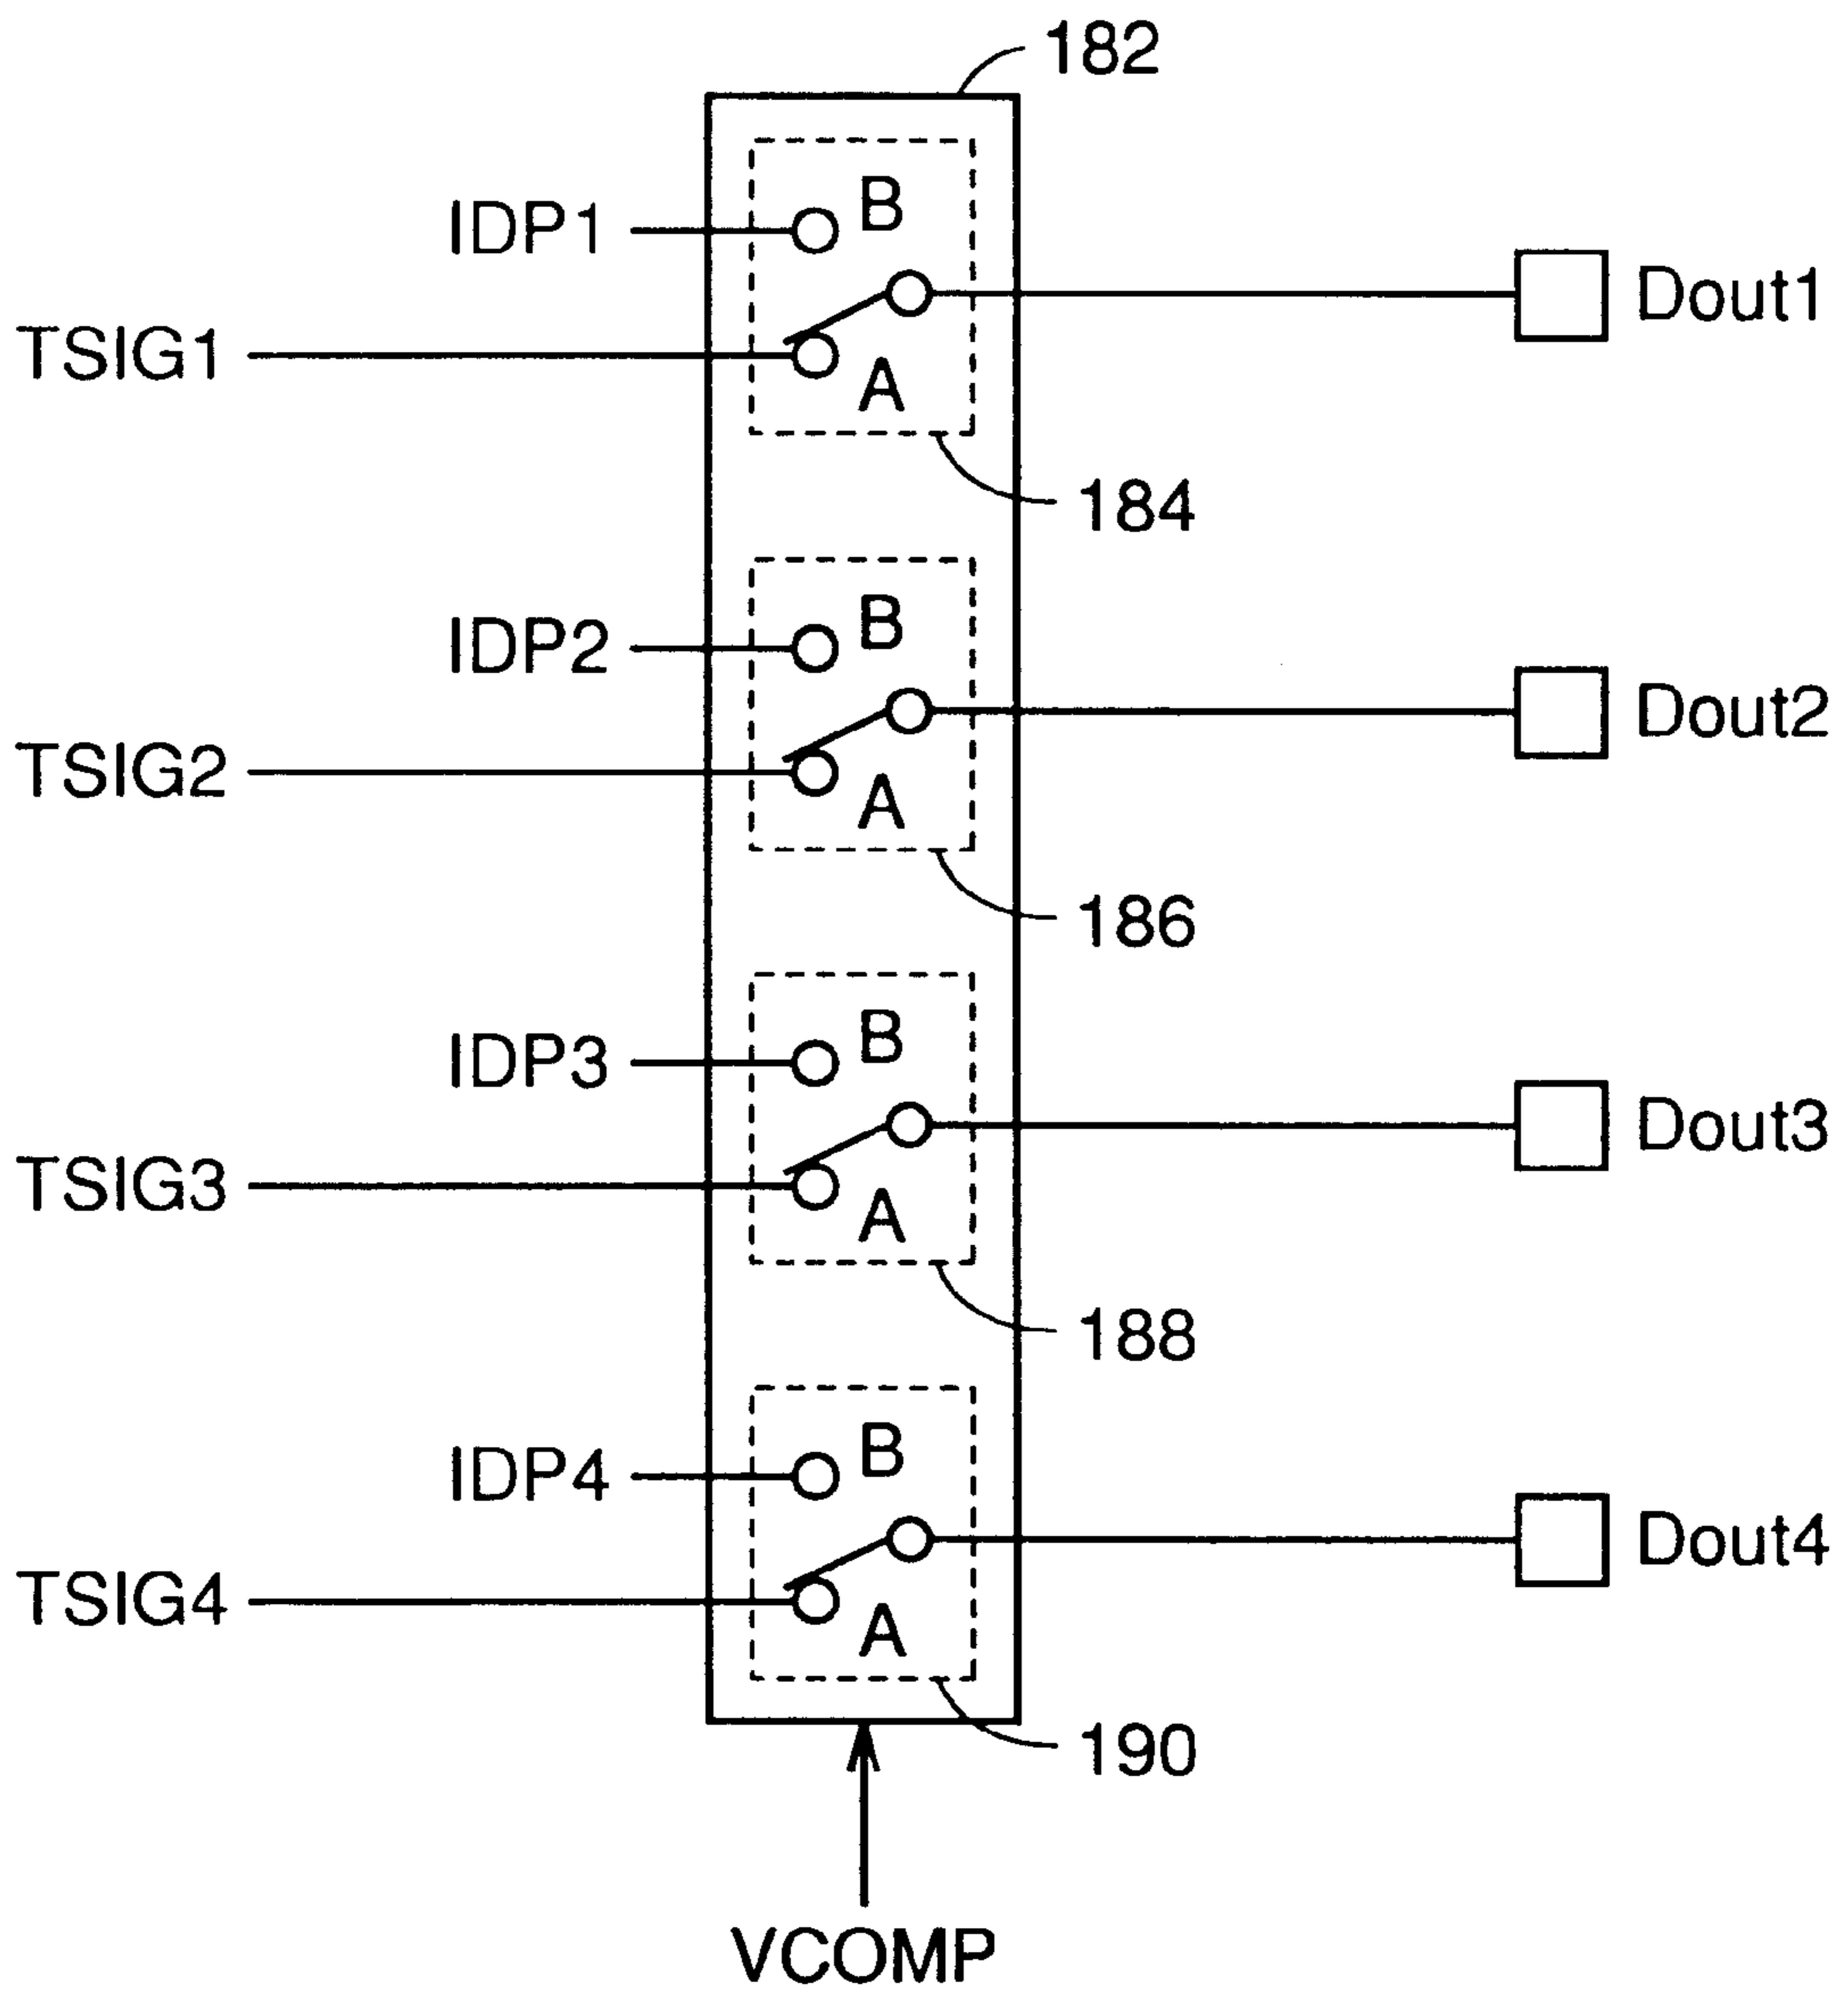 182
B
IDP1
Dout1
TSIG1
A
184
B
IDP2
Dout2
TSIG2
A
186
B
IDP3
Dout3
TSIG3
A
188
B
IDP4
Dout4
TSIG4
A
190
VCOMP